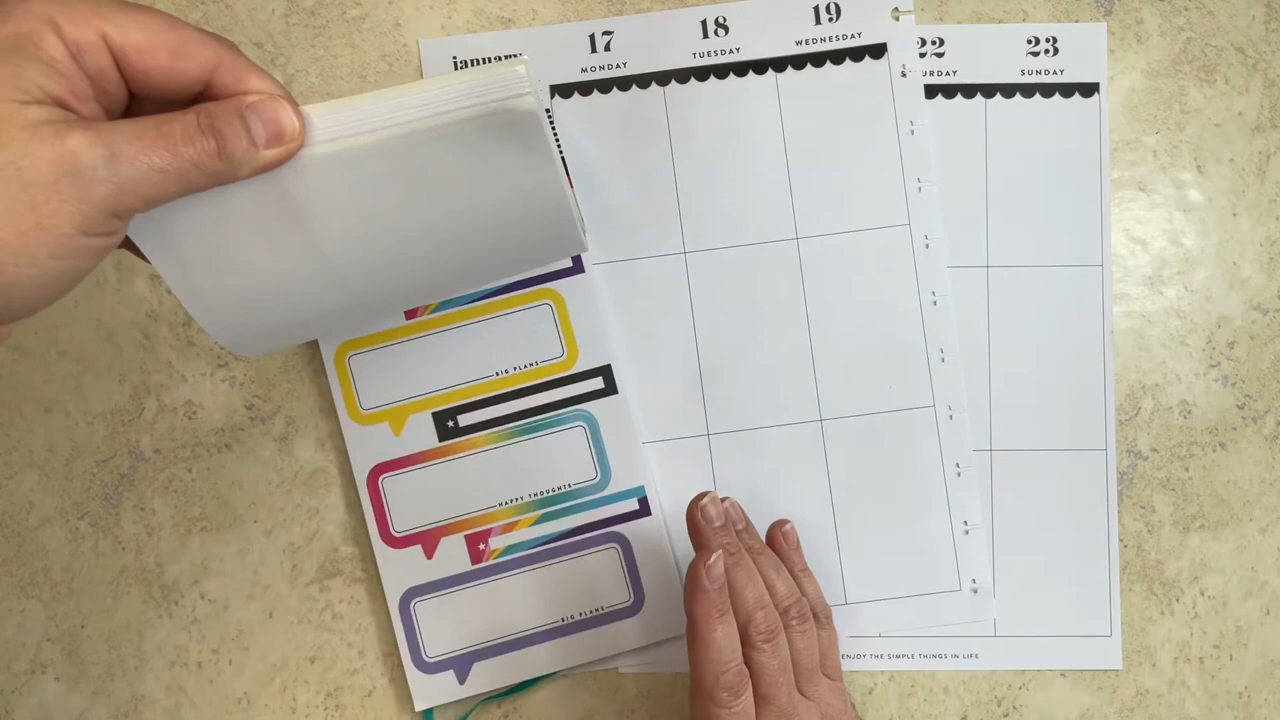 january
17
MONDAY
18
TUESDAY
19
WEDNESDAY
22
23
SUNDAY
BIG PLANS
HAPPY THOUGHTS
BIG PLANS
ENJOY THE SIMPLE THINGS IN LIFE